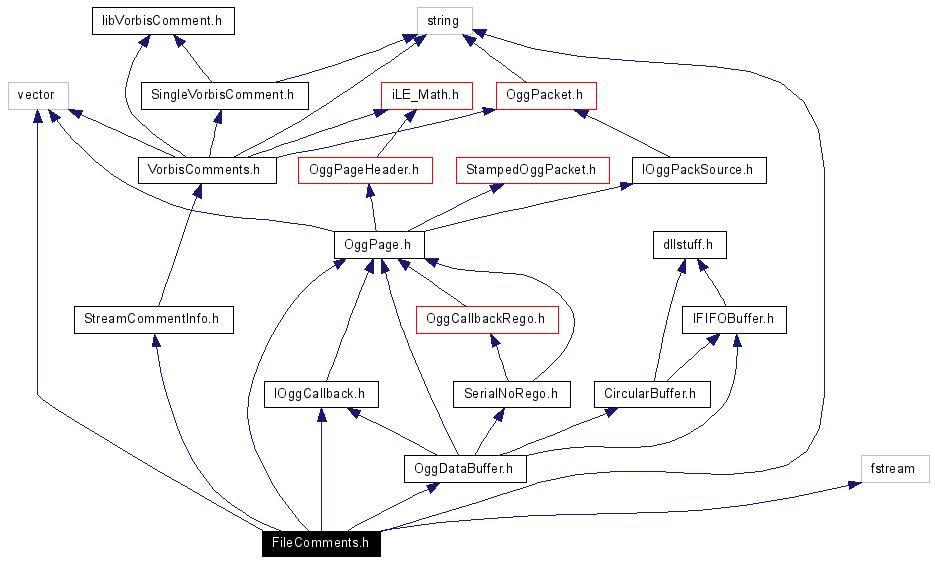 libVorbisComment.h
string
vector
SingleVorbisComment.h
iLE_Math.h
OggPacket.h
VorbisComments.h
OggPageHeader.h
StampedOggPacket.h
IOggPackSource.h
OggPage.h
dllstuff.h
StreamCommentInfo.h
OggCallbackRego.h
IFIFOBuffer.h
IOggCallback.h
SerialNoRego.h
CircularBuffer.h
OggDataBuffer.h
fstream
FileComments.h